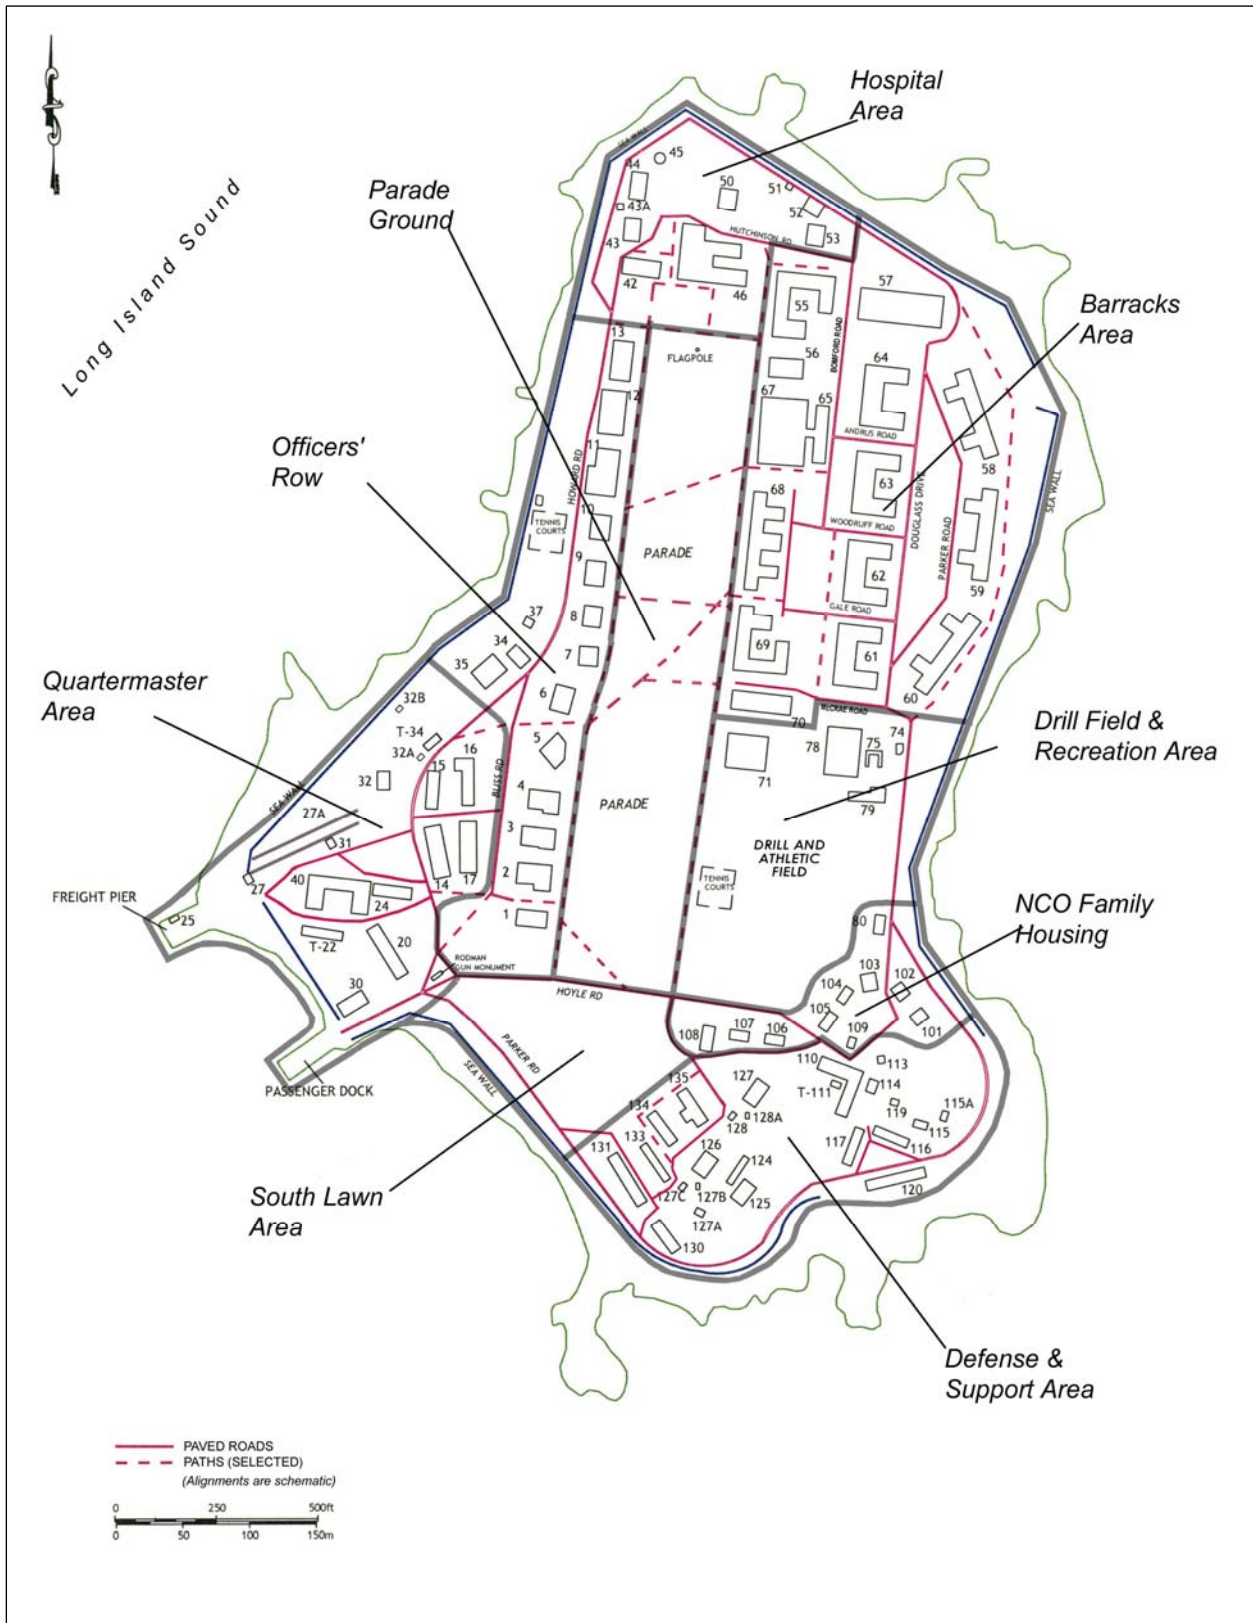 Hospital
Area
SEA WALL
45
44
Long Island Sound
Parade
Ground
43A
50
51
52
53
43
HUTCHINSON RD
42
46
57
55
Barracks
Area
13
FLAGPOLE
56
BOMFORD ROAD
64
12
67
65
ANDRUS ROAD
58
Officers'
Row
11
HOWARD RD
63
SEA WALL
68
DOUGLASS DRIVE
10
TENNIS
COURTS
WOODRUFF ROAD
PARKER ROAD
PARADE
9
62
59
37
8
GALE ROAD
34
35
7
69
61
Quartermaster
Area
6
60
32B
70
McCRAE ROAD
Drill Field &
Recreation Area
T-34
5
74
32A
16
15
78
75
71
BLISS RD
32
4
PARADE
79
SEA WALL
27A
3
31
DRILL AND
ATHLETIC
FIELD
2
14
17
TENNIS
COURTS
27
40
24
FREIGHT PIER
NCO Family
Housing
25
1
80
T-22
20
RODMAN
GUN MONUMENT
103
102
104
30
HOYLE RD
105
101
107
106
109
108
PARKER RD
110
113
SEA WALL
PASSENGER DOCK
135
127
T-111
114
115A
134
128
128A
119
115
133
117
116
131
126
124
120
South Lawn
Area
127C
127B
125
127A
130
Defense &
Support Area
PAVED ROADS
PATHS (SELECTED)
(Alignments are schematic)
0 250 500ft
0 50 100 150m